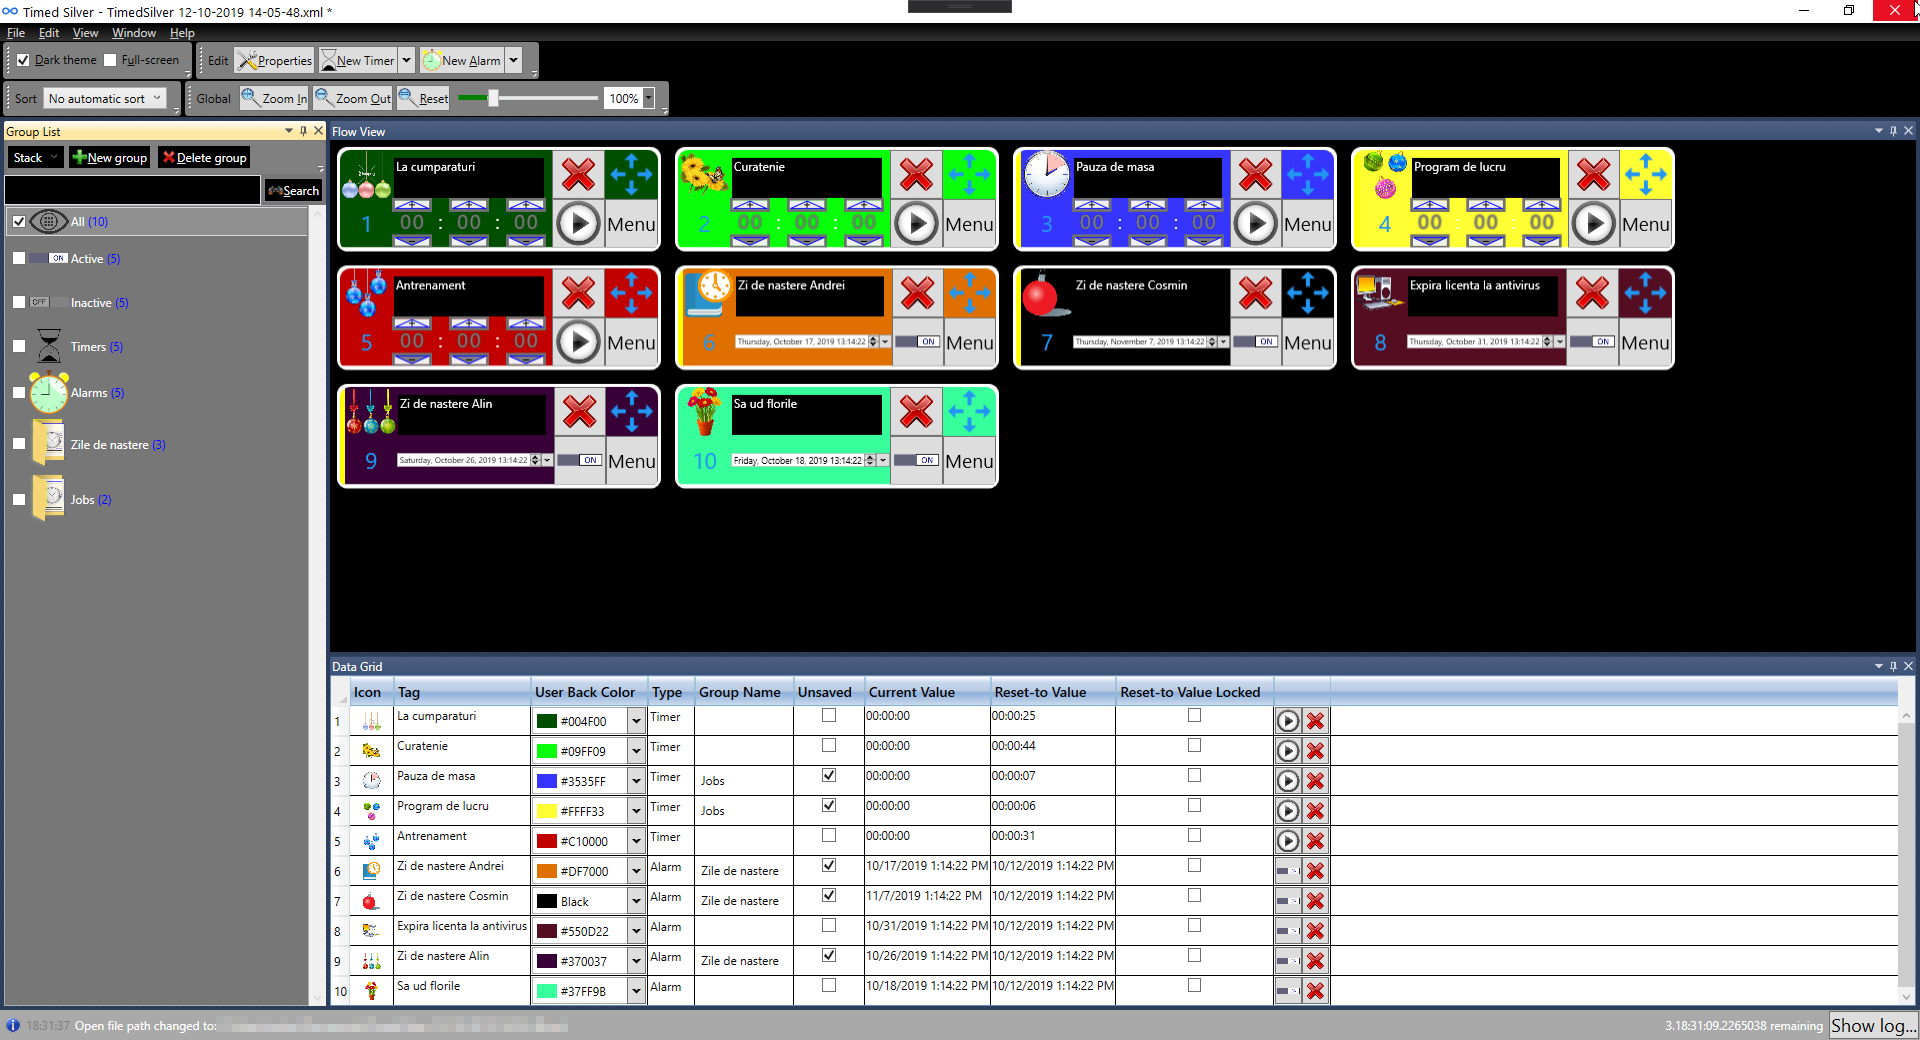 Timed Silver - TimedSilver 12-10-2019 14-05-48.xml *
File Edit View Window Help
Dark theme Full-screen Edit Properties New Timer New Alarm
Sort No automatic sort Global Zoom In Zoom Out Reset 100%
Group List
Stack New group Delete group
Search
All (10)
ON Active (5)
OFF Inactive (5)
Timers (5)
Alarms (5)
Zile de nastere (3)
Jobs (2)
Flow View
La cumparaturi
1 00 : 00 : 00 Menu
Curatenie
2 00 : 00 : 00 Menu
Pauza de masa
3 00 : 00 : 00 Menu
Program de lucru
4 00 : 00 : 00 Menu
Antrenament
5 00 : 00 : 00 Menu
Zi de nastere Andrei
6 Thursday, October 17, 2019 13:14:22 ON Menu
Zi de nastere Cosmin
7 Thursday, November 7, 2019 13:14:22 ON Menu
Expira licenta la antivirus
8 Thursday, October 31, 2019 13:14:22 ON Menu
Zi de nastere Alin
9 Saturday, October 26, 2019 13:14:22 ON Menu
Sa ud florile
10 Friday, October 18, 2019 13:14:22 ON Menu
Data Grid
Icon Tag User Back Color Type Group Name Unsaved Current Value Reset-to Value Reset-to Value Locked
1 La cumparaturi #004F00 Timer 00:00:00 00:00:25
2 Curatenie #09FF09 Timer 00:00:00 00:00:44
3 Pauza de masa #3535FF Timer Jobs 00:00:00 00:00:07
4 Program de lucru #FFFF33 Timer Jobs 00:00:00 00:00:06
5 Antrenament #C10000 Timer 00:00:00 00:00:31
6 Zi de nastere Andrei #DF7000 Alarm Zile de nastere 10/17/2019 1:14:22 PM 10/12/2019 1:14:22 PM
7 Zi de nastere Cosmin Black Alarm Zile de nastere 11/7/2019 1:14:22 PM 10/12/2019 1:14:22 PM
8 Expira licenta la antivirus #550D22 Alarm 10/31/2019 1:14:22 PM 10/12/2019 1:14:22 PM
9 Zi de nastere Alin #370037 Alarm Zile de nastere 10/26/2019 1:14:22 PM 10/12/2019 1:14:22 PM
10 Sa ud florile #37FF9B Alarm 10/18/2019 1:14:22 PM 10/12/2019 1:14:22 PM
18:31:37 Open file path changed to: 3.18:31:09.2265038 remaining Show log...